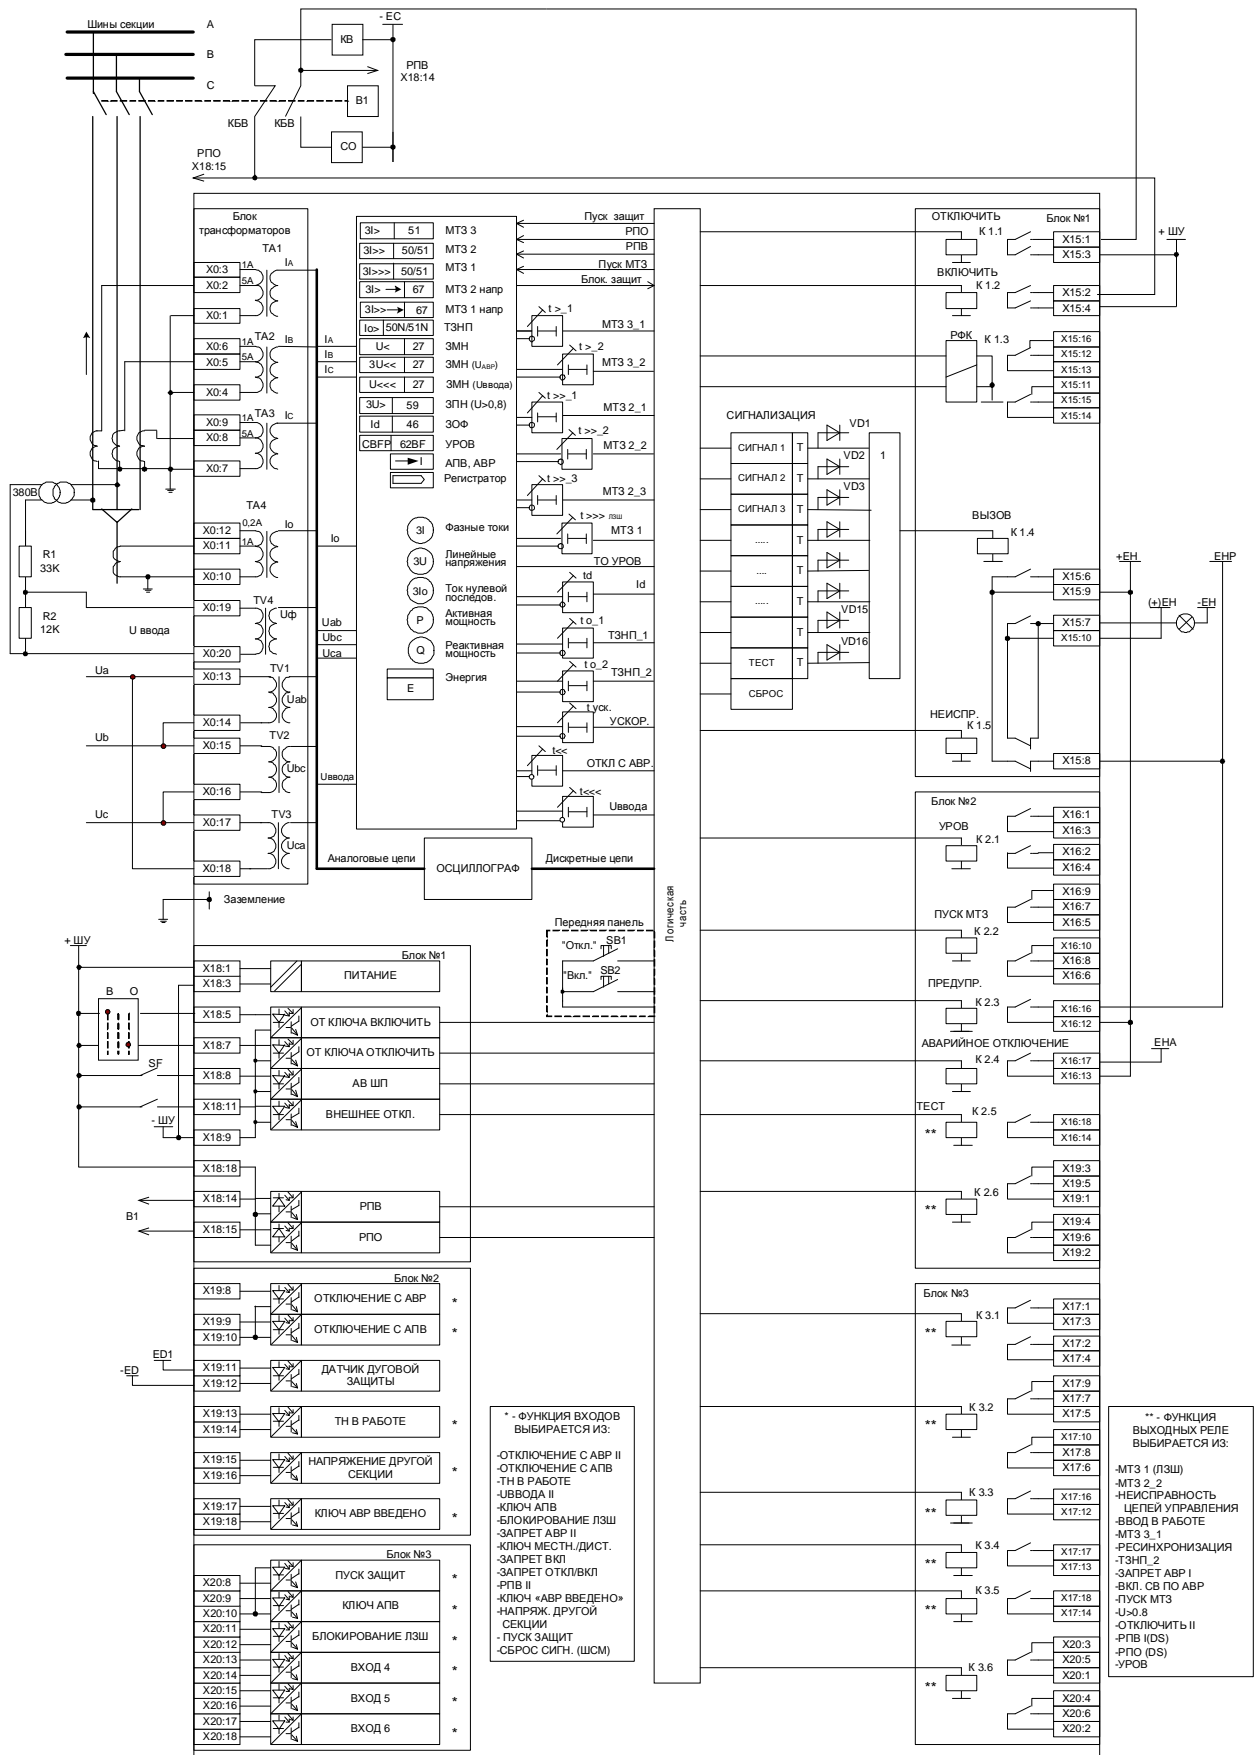 Шины секции
A
B
C
- EC
КВ
РПВ
X18:14
В1
КБВ
КБВ
СО
РПО
X18:15
Блок
трансформаторов
TA1
X0:3
1A
IA
X0:2
5A
X0:1
TA2
X0:6
1A
IB
X0:5
5A
X0:4
TA3
X0:9
1A
Ic
X0:8
5A
X0:7
380В
TA4
X0:12
0,2A
Io
X0:11
1A
X0:10
R1
33K
R2
12K
U ввода
X0:19
TV4
Uф
X0:20
Ua
X0:13
TV1
Uab
X0:14
TV2
Ub
X0:15
Ubc
X0:16
Uc
X0:17
TV3
Uca
X0:18
Заземление
IA
IB
IC
Io
Uab
Ubc
Uca
Uввода
3I>
51
МТЗ 3
3I>>
50/51
МТЗ 2
3I>>>
50/51
МТЗ 1
3I>
67
МТЗ 2 напр
3I>>
67
МТЗ 1 напр
Io>
50N/51N
ТЗНП
U<
27
ЗМН
3U<<
27
ЗМН (UАВР)
U<<<
27
ЗМН (Uввода)
3U>
59
ЗПН (U>0,8)
Id
46
ЗОФ
CBFP
62BF
УРОВ
I
АПВ, АВР
Регистратор
3I
Фазные токи
3U
Линейные
напряжения
3Io
Ток нулевой
последов.
P
Активная
мощность
Q
Реактивная
мощность
E
Энергия
Пуск защит
РПО
РПВ
Пуск МТЗ
Блок. защит
t >_1
МТЗ 3_1
t >_2
МТЗ 3_2
t >>_1
МТЗ 2_1
t >>_2
МТЗ 2_2
t >>_3
МТЗ 2_3
t >>> лзш
МТЗ 1
ТО УРОВ
td
Id
t o_1
ТЗНП_1
t o_2
ТЗНП_2
t уск.
УСКОР.
t<<
ОТКЛ С АВР.
t<<<
Uввода
Аналоговые цепи
ОСЦИЛЛОГРАФ
Дискретные цепи
Логическая
часть
Передняя панель
"Откл."
SB1
"Вкл."
SB2
СИГНАЛИЗАЦИЯ
СИГНАЛ 1
T
VD1
1
СИГНАЛ 2
T
VD2
СИГНАЛ 3
T
VD3
.....
T
....
T
.....
T
VD15
T
VD16
ТЕСТ
T
СБРОС
ОТКЛЮЧИТЬ
Блок №1
К 1.1
X15:1
X15:3
+ ШУ
ВКЛЮЧИТЬ
К 1.2
X15:2
X15:4
РФК
К 1.3
X15:16
X15:12
X15:13
X15:11
X15:15
X15:14
ВЫЗОВ
К 1.4
+EH
EHP
X15:6
X15:9
X15:7
(+)EH
-EH
X15:10
НЕИСПР.
К 1.5
X15:8
Блок №2
УРОВ
К 2.1
X16:1
X16:3
X16:2
X16:4
ПУСК МТЗ
К 2.2
X16:9
X16:7
X16:5
X16:10
X16:8
X16:6
ПРЕДУПР.
К 2.3
X16:16
X16:12
АВАРИЙНОЕ ОТКЛЮЧЕНИЕ
К 2.4
X16:17
X16:13
EHA
ТЕСТ
К 2.5
**
X16:18
X16:14
К 2.6
**
X19:3
X19:5
X19:1
X19:4
X19:6
X19:2
Блок №3
К 3.1
**
X17:1
X17:3
X17:2
X17:4
К 3.2
**
X17:9
X17:7
X17:5
X17:10
X17:8
X17:6
К 3.3
**
X17:16
X17:12
К 3.4
**
X17:17
X17:13
К 3.5
**
X17:18
X17:14
К 3.6
**
X20:3
X20:5
X20:1
X20:4
X20:6
X20:2
+ ШУ
Блок №1
X18:1
X18:3
ПИТАНИЕ
В О
X18:5
ОТ КЛЮЧА ВКЛЮЧИТЬ
X18:7
ОТ КЛЮЧА ОТКЛЮЧИТЬ
SF
X18:8
АВ ШП
X18:11
ВНЕШНЕЕ ОТКЛ.
- ШУ
X18:9
X18:18
X18:14
РПВ
В1
X18:15
РПО
Блок №2
X19:8
ОТКЛЮЧЕНИЕ С АВР
*
X19:9
X19:10
ОТКЛЮЧЕНИЕ С АПВ
*
ED1
-ED
X19:11
X19:12
ДАТЧИК ДУГОВОЙ
ЗАЩИТЫ
X19:13
X19:14
ТН В РАБОТЕ
*
X19:15
X19:16
НАПРЯЖЕНИЕ ДРУГОЙ
СЕКЦИИ
*
X19:17
X19:18
КЛЮЧ АВР ВВЕДЕНО
*
Блок №3
X20:8
ПУСК ЗАЩИТ
*
X20:9
X20:10
КЛЮЧ АПВ
*
X20:11
X20:12
БЛОКИРОВАНИЕ ЛЗШ
*
X20:13
X20:14
ВХОД 4
*
X20:15
X20:16
ВХОД 5
*
X20:17
X20:18
ВХОД 6
*
* - ФУНКЦИЯ ВХОДОВ
ВЫБИРАЕТСЯ ИЗ:
-ОТКЛЮЧЕНИЕ С АВР II
-ОТКЛЮЧЕНИЕ С АПВ
-ТН В РАБОТЕ
-UВВОДА II
-КЛЮЧ АПВ
-БЛОКИРОВАНИЕ ЛЗШ
-ЗАПРЕТ АВР II
-КЛЮЧ МЕСТН./ДИСТ.
-ЗАПРЕТ ВКЛ
-ЗАПРЕТ ОТКЛ/ВКЛ
-РПВ II
-КЛЮЧ «АВР ВВЕДЕНО»
-НАПРЯЖ. ДРУГОЙ
СЕКЦИИ
- ПУСК ЗАЩИТ
-СБРОС СИГН. (ШСМ)
** - ФУНКЦИЯ
ВЫХОДНЫХ РЕЛЕ
ВЫБИРАЕТСЯ ИЗ:
-МТЗ 1 (ЛЗШ)
-МТЗ 2_2
-НЕИСПРАВНОСТЬ
ЦЕПЕЙ УПРАВЛЕНИЯ
-ВВОД В РАБОТЕ
-МТЗ 3_1
-РЕСИНХРОНИЗАЦИЯ
-ТЗНП_2
-ЗАПРЕТ АВР I
-ВКЛ. СВ ПО АВР
-ПУСК МТЗ
-U>0.8
-ОТКЛЮЧИТЬ II
-РПВ I(DS)
-РПО (DS)
-УРОВ